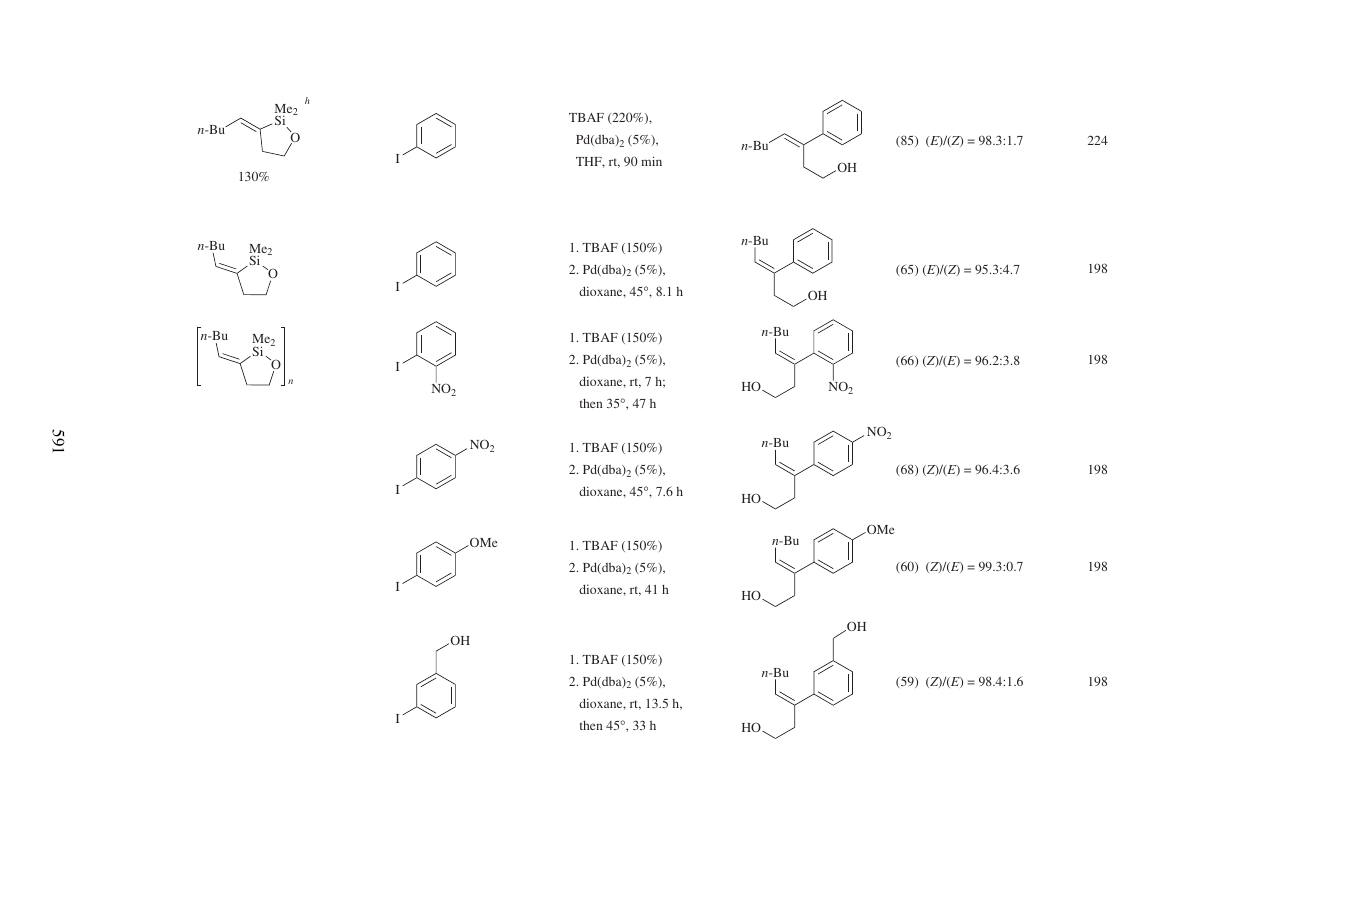 Me2 h
n-Bu Si O
130%
I
TBAF (220%),
Pd(dba)2 (5%),
THF, rt, 90 min
n-Bu OH
(85) (E)/(Z) = 98.3:1.7
224
n-Bu Me2
Si O
I
1. TBAF (150%)
2. Pd(dba)2 (5%),
dioxane, 45°, 8.1 h
n-Bu
OH
(65) (E)/(Z) = 95.3:4.7
198
n-Bu Me2
Si O
n
I
NO2
1. TBAF (150%)
2. Pd(dba)2 (5%),
dioxane, rt, 7 h;
then 35°, 47 h
n-Bu
HO NO2
(66) (Z)/(E) = 96.2:3.8
198
591
NO2
I
1. TBAF (150%)
2. Pd(dba)2 (5%),
dioxane, 45°, 7.6 h
NO2
n-Bu
HO
(68) (Z)/(E) = 96.4:3.6
198
OMe
I
1. TBAF (150%)
2. Pd(dba)2 (5%),
dioxane, rt, 41 h
OMe
n-Bu
HO
(60) (Z)/(E) = 99.3:0.7
198
OH
I
1. TBAF (150%)
2. Pd(dba)2 (5%),
dioxane, rt, 13.5 h,
then 45°, 33 h
OH
n-Bu
HO
(59) (Z)/(E) = 98.4:1.6
198